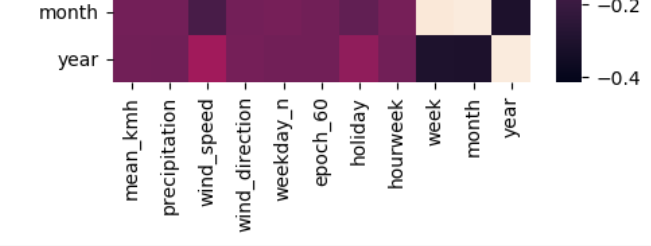 month
−0.2
year
−0.4
mean_kmh
precipitation
wind_speed
wind_direction
weekday_n
epoch_60
holiday
hourweek
week
month
year